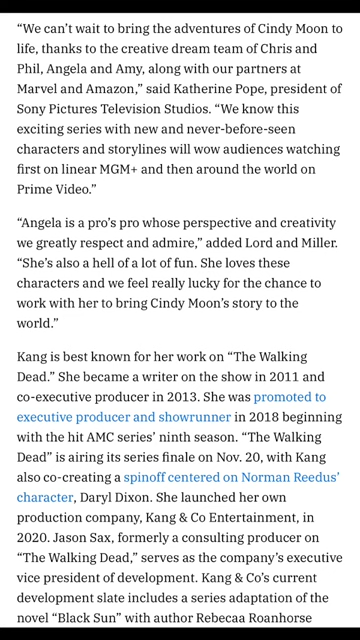 “We can’t wait to bring the adventures of Cindy Moon to
life, thanks to the creative dream team of Chris and
Phil, Angela and Amy, along with our partners at
Marvel and Amazon,” said Katherine Pope, president of
Sony Pictures Television Studios. “We know this
exciting series with new and never-before-seen
characters and storylines will wow audiences watching
first on linear MGM+ and then around the world on
Prime Video.”
“Angela is a pro’s pro whose perspective and creativity
we greatly respect and admire,” added Lord and Miller.
“She’s also a hell of a lot of fun. She loves these
characters and we feel really lucky for the chance to
work with her to bring Cindy Moon’s story to the
world.”
Kang is best known for her work on “The Walking
Dead.” She became a writer on the show in 2011 and
co-executive producer in 2013. She was promoted to
executive producer and showrunner in 2018 beginning
with the hit AMC series’ ninth season. “The Walking
Dead” is airing its series finale on Nov. 20, with Kang
also co-creating a spinoff centered on Norman Reedus’
character, Daryl Dixon. She launched her own
production company, Kang & Co Entertainment, in
2020. Jason Sax, formerly a consulting producer on
“The Walking Dead,” serves as the company’s executive
vice president of development. Kang & Co’s current
development slate includes a series adaptation of the
novel “Black Sun” with author Rebecaa Roanhorse